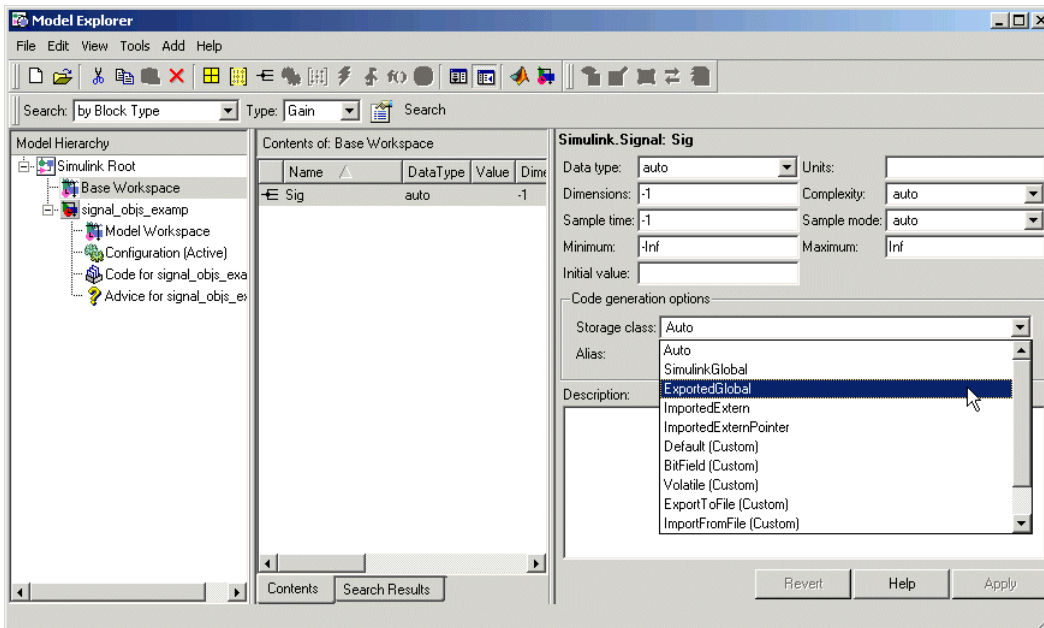 Model Explorer
File Edit View Tools Add Help
Search: by Block Type Type: Gain Search
Model Hierarchy
Simulink Root
Base Workspace
signal_objs_examp
Model Workspace
Configuration (Active)
Code for signal_objs_exa
Advice for signal_objs_e
Contents of: Base Workspace
Name DataType Value Dime
Sig auto -1
Contents Search Results
Simulink.Signal: Sig
Data type: auto Units:
Dimensions: -1 Complexity: auto
Sample time: -1 Sample mode: auto
Minimum: -Inf Maximum: Inf
Initial value:
Code generation options
Storage class: Auto
Alias:
Auto
SimulinkGlobal
ExportedGlobal
ImportedExtern
ImportedExternPointer
Default (Custom)
BitField (Custom)
Volatile (Custom)
ExportToFile (Custom)
ImportFromFile (Custom)
Description:
Revert Help Apply